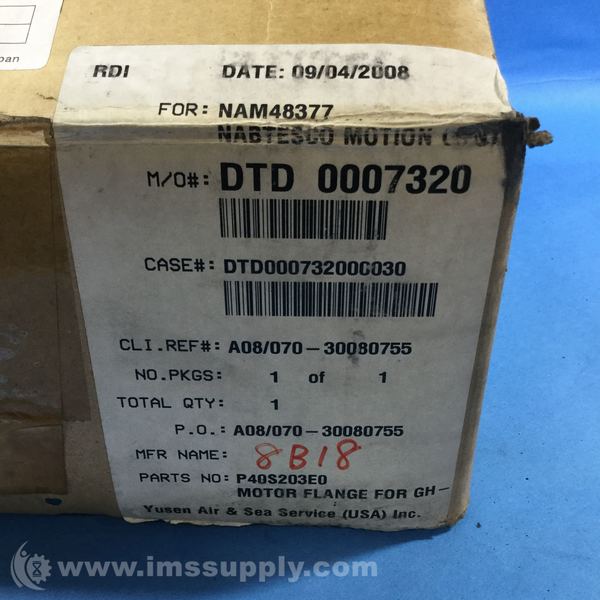 pan
RDI DATE: 09/04/2008
FOR: NAM48377
NABTESCO MOTION
M/O#: DTD 0007320
CASE#: DTD000732000030
CLI.REF#: A08/070-30080755
NO.PKGS: 1 of 1
TOTAL QTY: 1
P.O.: A08/070-30080755
MFR NAME: 8B18
PARTS NO: P40S203E0
MOTOR FLANGE FOR GH-
Yusen Air & Sea Service (USA) Inc.
www.imssupply.com